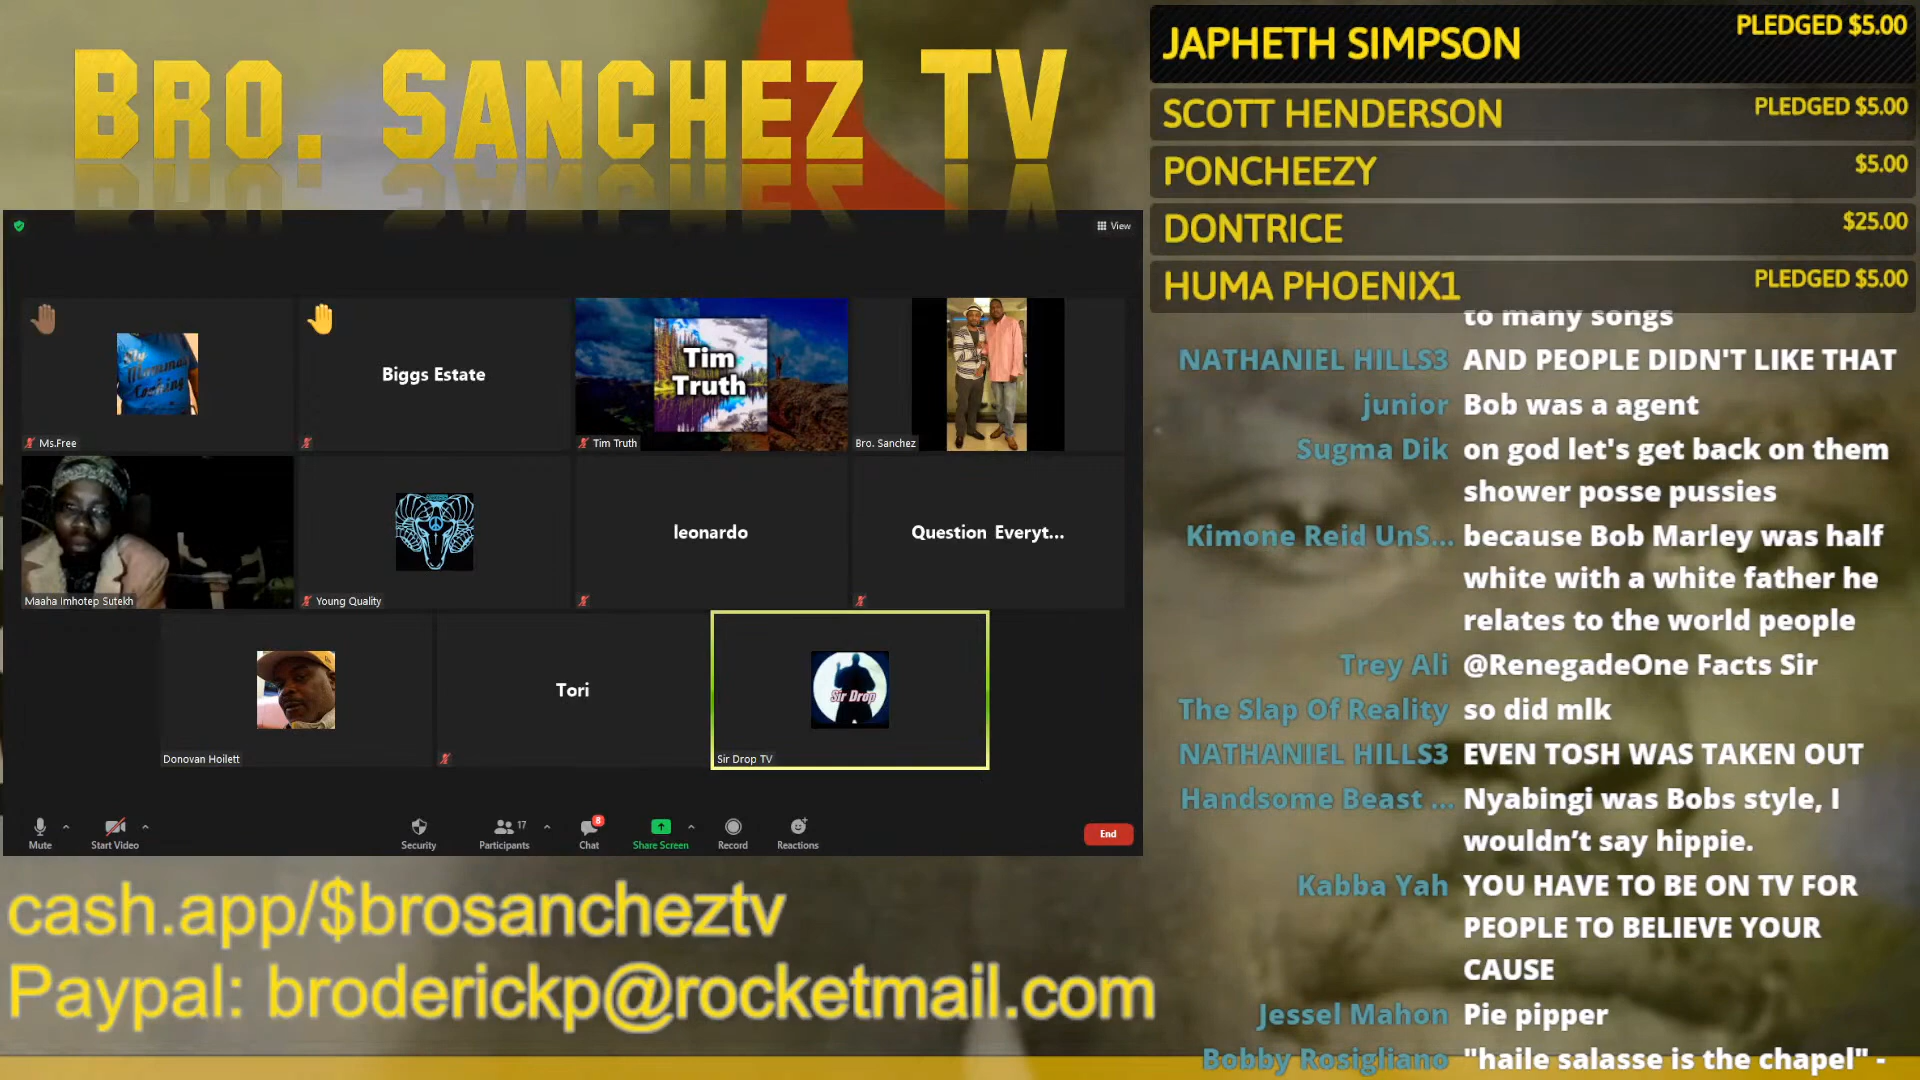 BRO. SANCHEZ TV
View
Ms.Free
My Mommas Cooking
Biggs Estate
Tim Truth
Tim Truth
Bro. Sanchez
Maaha Imhotep Sutekh
Young Quality
leonardo
Question Everyt...
Donovan Hoilett
Tori
Sir Drop
Sir Drop TV
Mute
Start Video
Security
17
Participants
8
Chat
Share Screen
Record
Reactions
End
cash.app/$brosancheztv
Paypal: broderickp@rocketmail.com
JAPHETH SIMPSON PLEDGED $5.00
SCOTT HENDERSON PLEDGED $5.00
PONCHEEZY $5.00
DONTRICE $25.00
HUMA PHOENIX1 PLEDGED $5.00
to many songs
NATHANIEL HILLS3 AND PEOPLE DIDN'T LIKE THAT
junior Bob was a agent
Sugma Dik on god let's get back on them
shower posse pussies
Kimone Reid UnS... because Bob Marley was half
white with a white father he
relates to the world people
Trey Ali @RenegadeOne Facts Sir
The Slap Of Reality so did mlk
NATHANIEL HILLS3 EVEN TOSH WAS TAKEN OUT
Handsome Beast ... Nyabingi was Bobs style, I
wouldn’t say hippie.
Kabba Yah YOU HAVE TO BE ON TV FOR
PEOPLE TO BELIEVE YOUR
CAUSE
Jessel Mahon Pie pipper
Bobby Rosigliano "haile salasse is the chapel" -